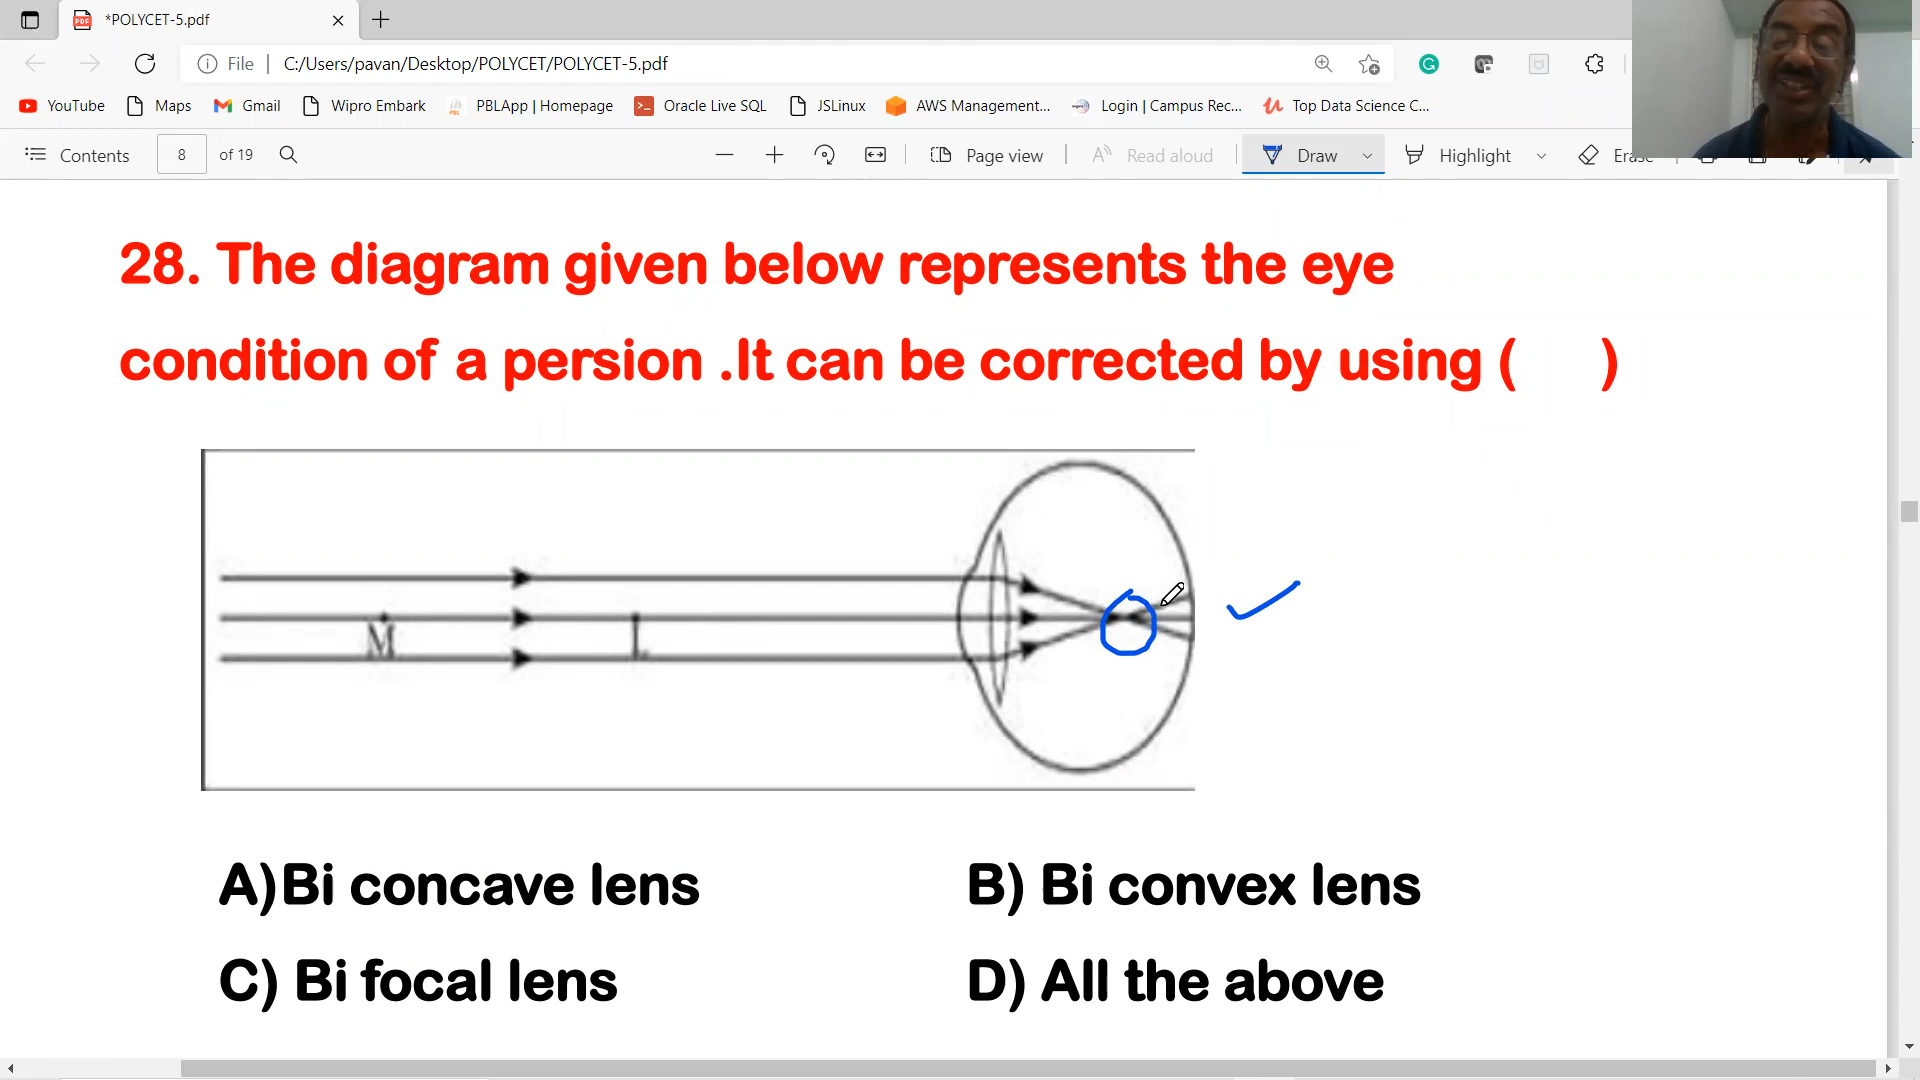 *POLYCET-5.pdf
File
C:/Users/pavan/Desktop/POLYCET/POLYCET-5.pdf
YouTube Maps Gmail Wipro Embark PBLApp | Homepage Oracle Live SQL JSLinux AWS Management... Login | Campus Rec... Top Data Science C...
Contents 8 of 19 Page view Read aloud Draw Highlight
28. The diagram given below represents the eye
condition of a persion .It can be corrected by using ( )
M L
A)Bi concave lens B) Bi convex lens
C) Bi focal lens D) All the above